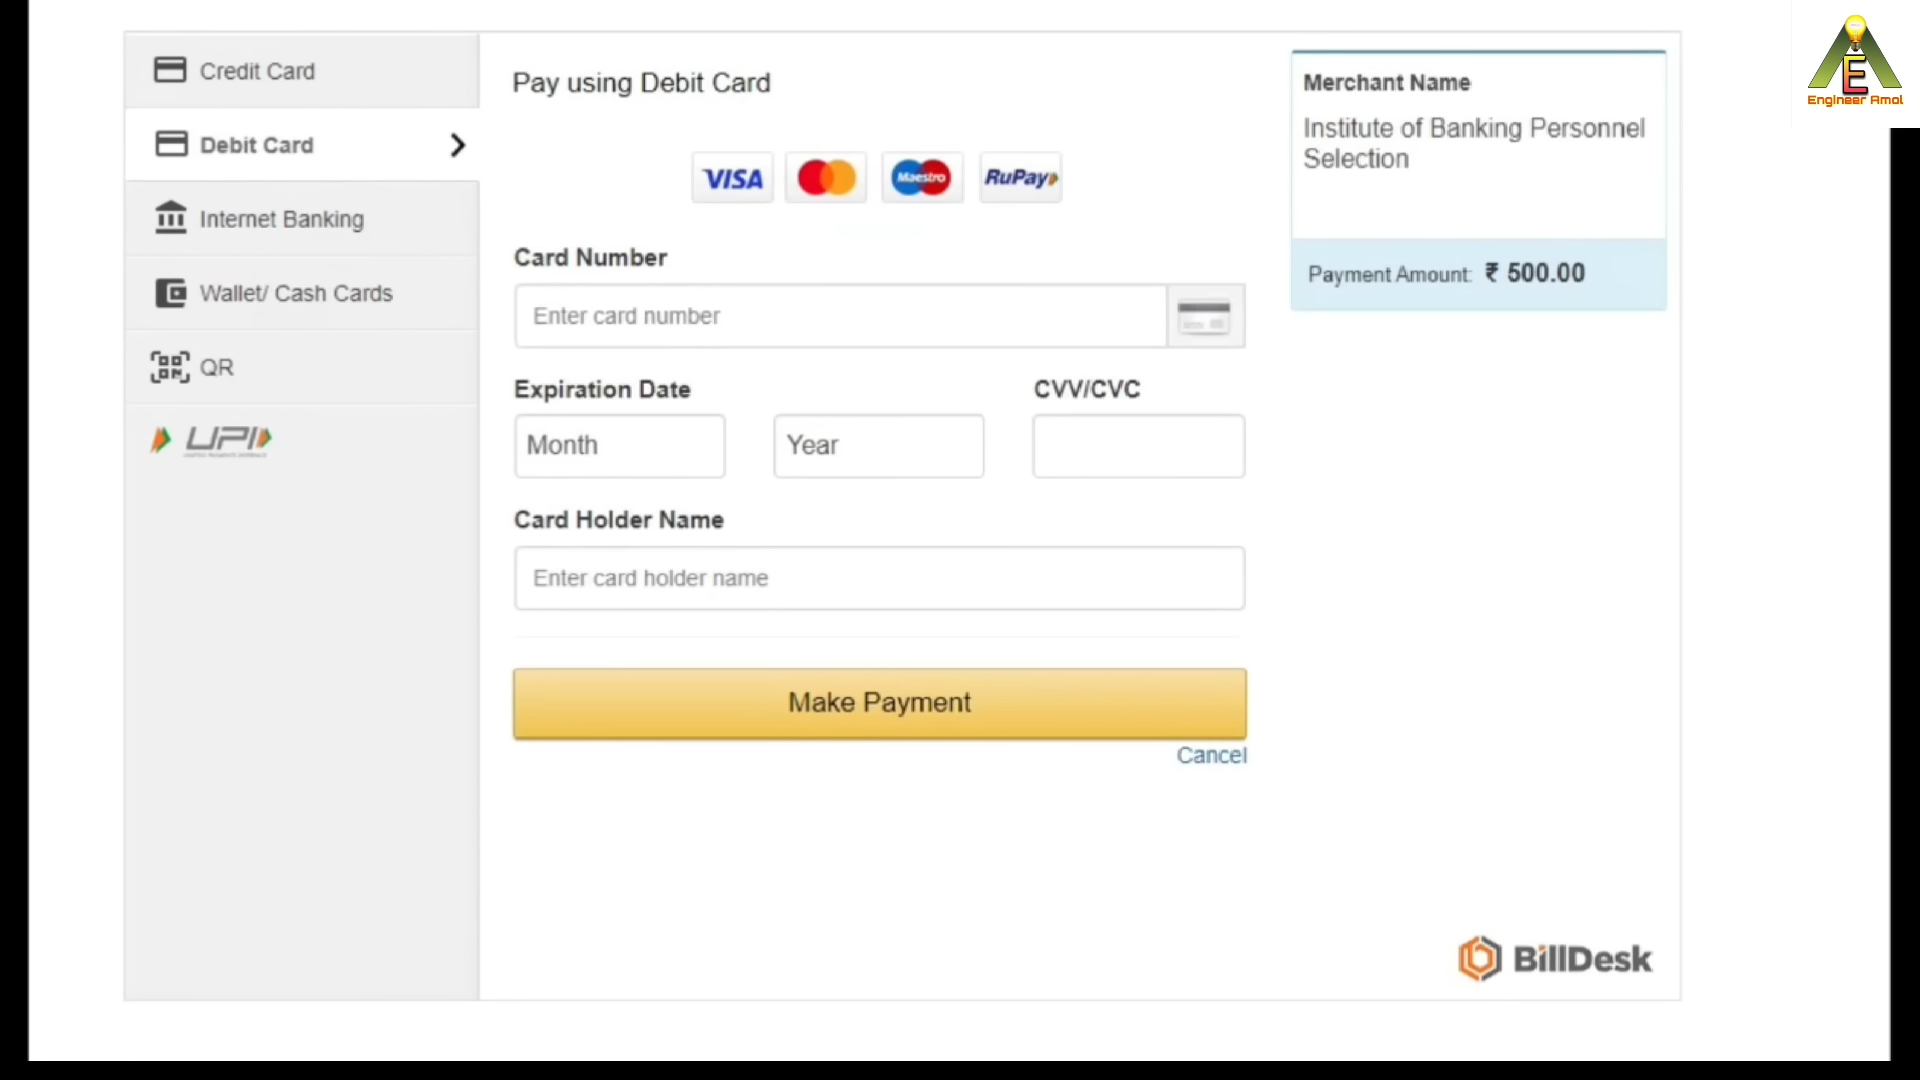 Credit Card
Debit Card
Internet Banking
Wallet/ Cash Cards
QR
UPI
Pay using Debit Card
VISA
Maestro
RuPay
Card Number
Enter card number
Expiration Date
CVV/CVC
Month
Year
Card Holder Name
Enter card holder name
Make Payment
Cancel
Merchant Name
Institute of Banking Personnel
Selection
Payment Amount: ₹ 500.00
BillDesk
E
Engineer Amol